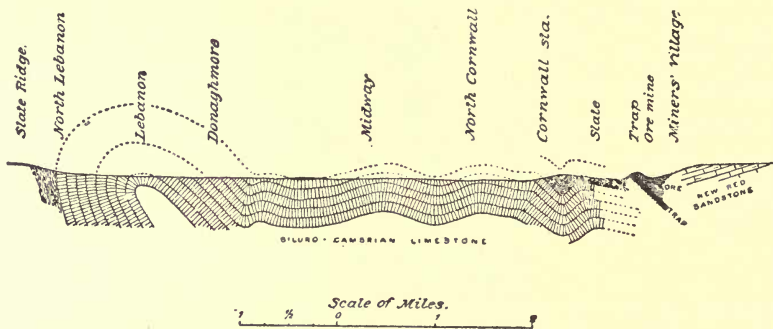 Slate Ridge.
North Lebanon
Lebanon
Donaghmore
Midway
North Cornwall
Cornwall sta.
Slate
Trap
Ore mine
Miners' Village
ORE
TRAP
NEW RED
SANDSTONE
SILURO-CAMBRIAN LIMESTONE
Scale of Miles.
1 ½ 0 1 2